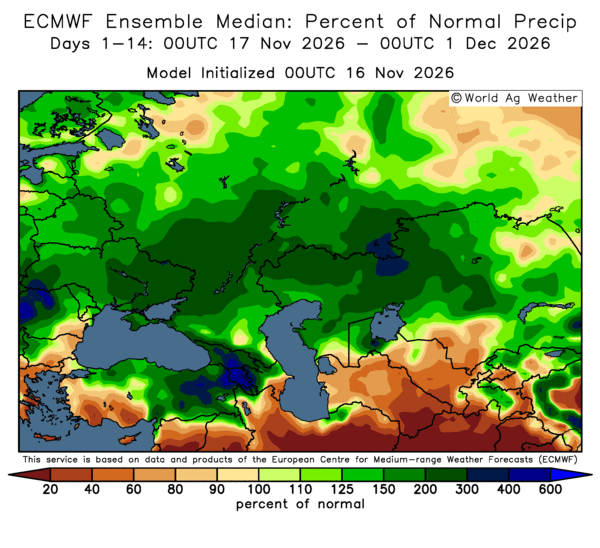 ECMWF Ensemble Median: Percent of Normal Precip
Days 1-14: 00UTC 17 Nov 2026 - 00UTC 1 Dec 2026
Model Initialized 00UTC 16 Nov 2026
© World Ag Weather
This service is based on data and products of the European Centre for Medium-range Weather Forecasts (ECMWF)
20 40 60 80 90 100 110 125 150 200 300 400 600
percent of normal